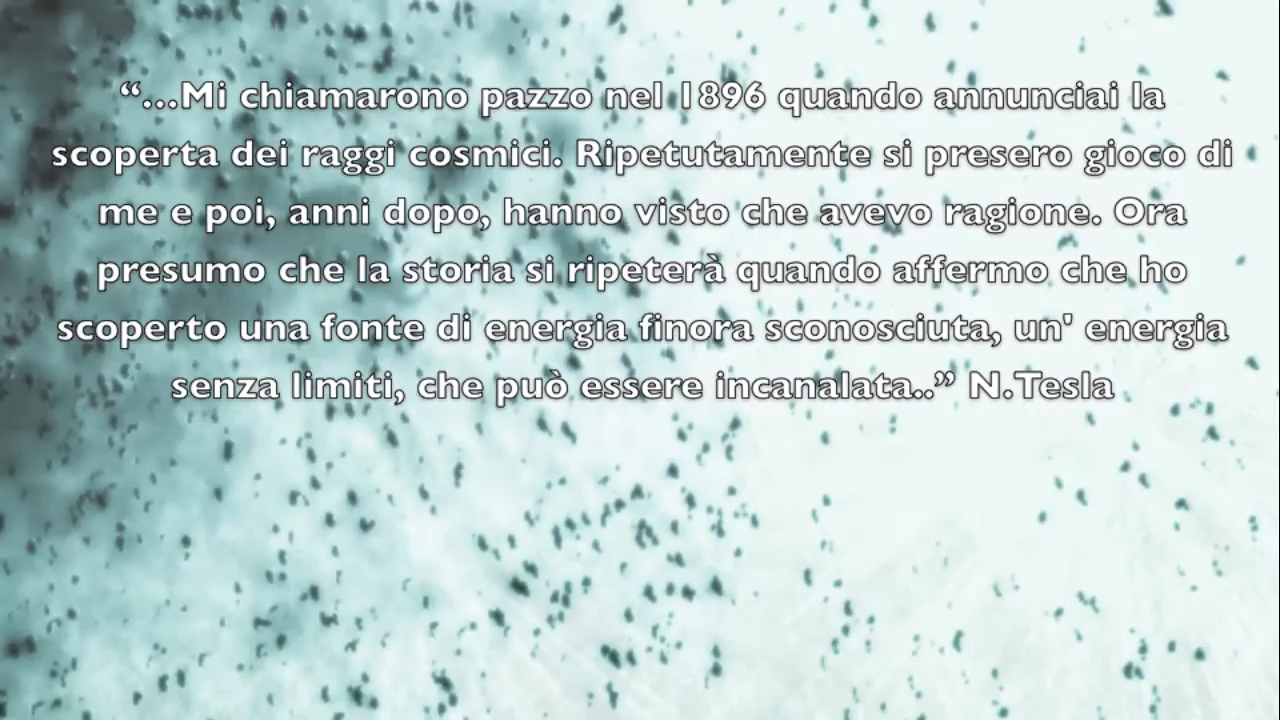 “...Mi chiamarono pazzo nel 1896 quando annunciai la
scoperta dei raggi cosmici. Ripetutamente si presero gioco di
me e poi, anni dopo, hanno visto che avevo ragione. Ora
presumo che la storia si ripeterà quando affermo che ho
scoperto una fonte di energia finora sconosciuta, un' energia
senza limiti, che può essere incanalata..” N.Tesla